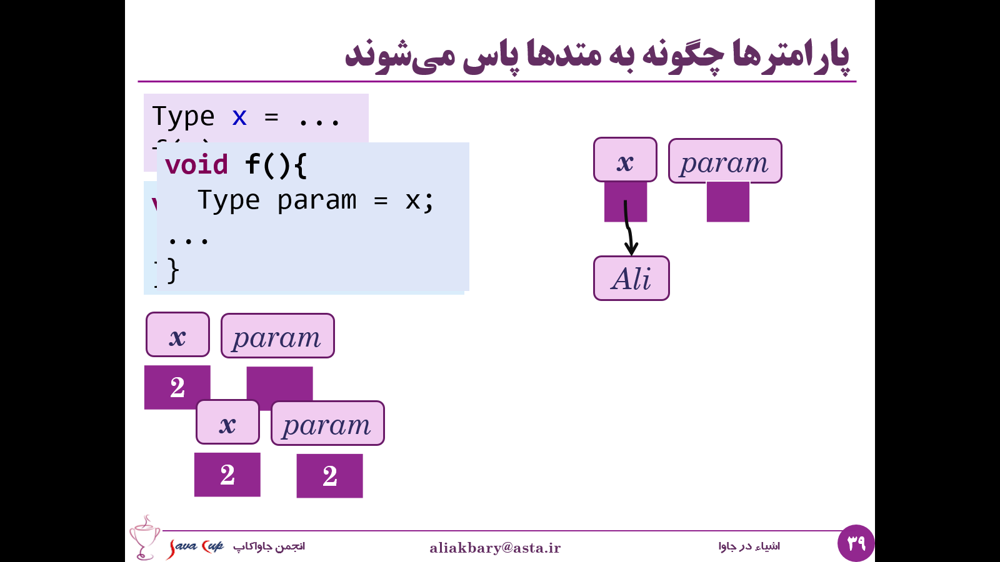 پارامترها چگونه به متدها پاس می‌شوند
Type x = ...
void f(){
Type param = x;
...
}
x param
Ali
x param
2
x param
2 2
Java Cup انجمن جاواکاپ
aliakbary@asta.ir
اشیاء در جاوا
۳۹